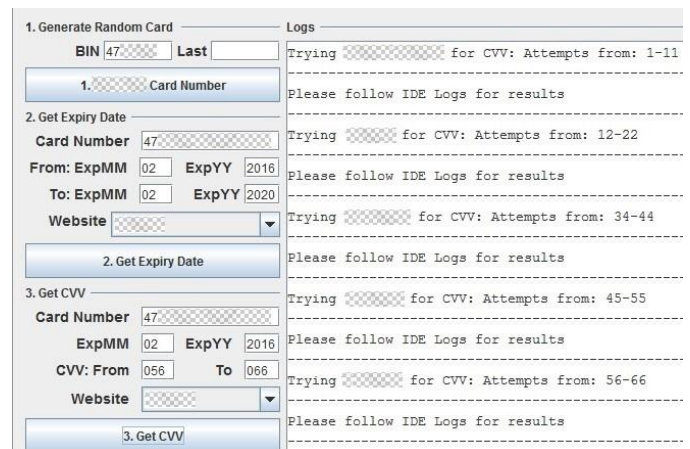 1. Generate Random Card
BIN 47 Last
1. Card Number
2. Get Expiry Date
Card Number 47
From: ExpMM 02 ExpYY 2016
To: ExpMM 02 ExpYY 2020
Website
2. Get Expiry Date
3. Get CVV
Card Number 47
ExpMM 02 ExpYY 2016
CVV: From 056 To 066
Website
3. Get CVV
Logs
Trying for CVV: Attempts from: 1-11
Please follow IDE Logs for results
Trying for CVV: Attempts from: 12-22
Please follow IDE Logs for results
Trying for CVV: Attempts from: 34-44
Please follow IDE Logs for results
Trying for CVV: Attempts from: 45-55
Please follow IDE Logs for results
Trying for CVV: Attempts from: 56-66
Please follow IDE Logs for results